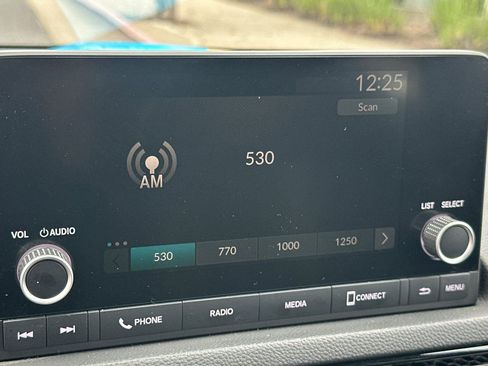 12:25
Scan
530
AM
VOL AUDIO
LIST SELECT
530 770 1000 1250
PHONE RADIO MEDIA CONNECT MENU